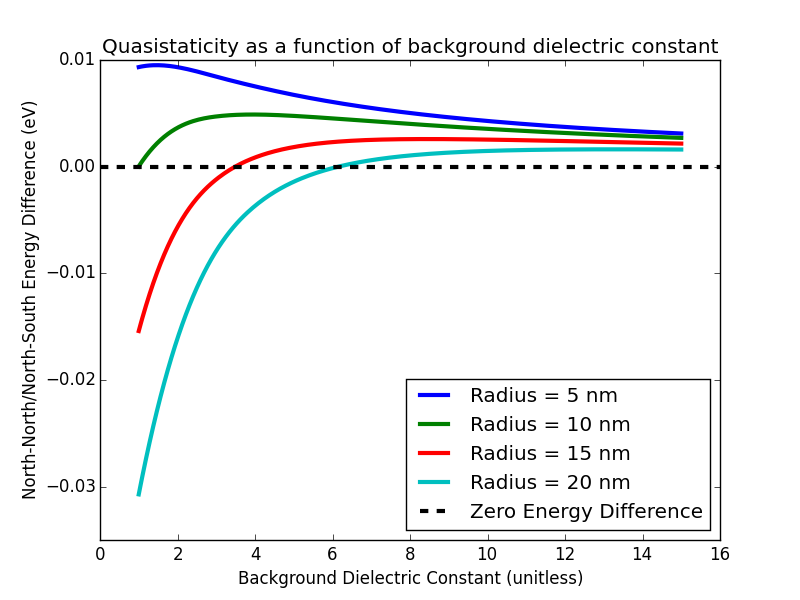 Quasistaticity as a function of background dielectric constant
North-North/North-South Energy Difference (eV)
0.01
0.00
−0.01
−0.02
−0.03
Radius = 5 nm
Radius = 10 nm
Radius = 15 nm
Radius = 20 nm
Zero Energy Difference
0 2 4 6 8 10 12 14 16
Background Dielectric Constant (unitless)